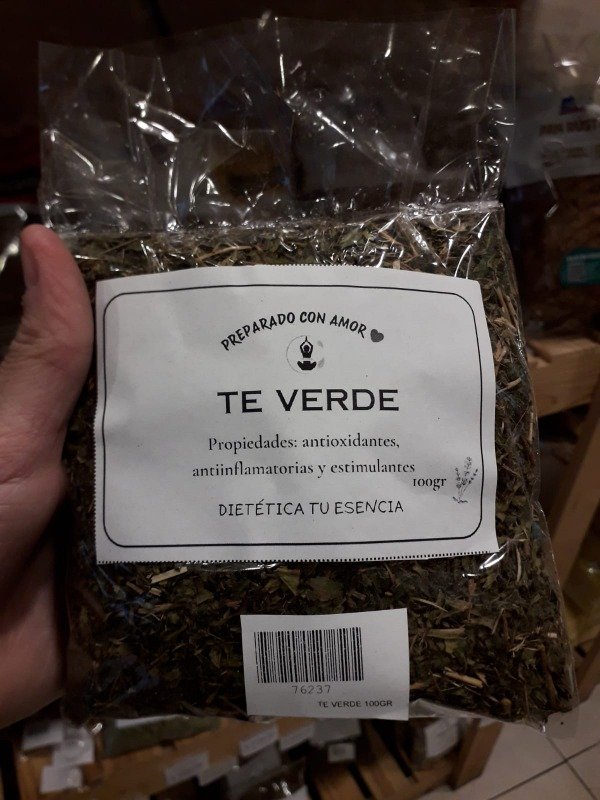 PREPARADO CON AMOR
TE VERDE
Propiedades: antioxidantes,
antiinflamatorias y estimulantes
100gr
DIETÉTICA TU ESENCIA
76237
TE VERDE 100GR